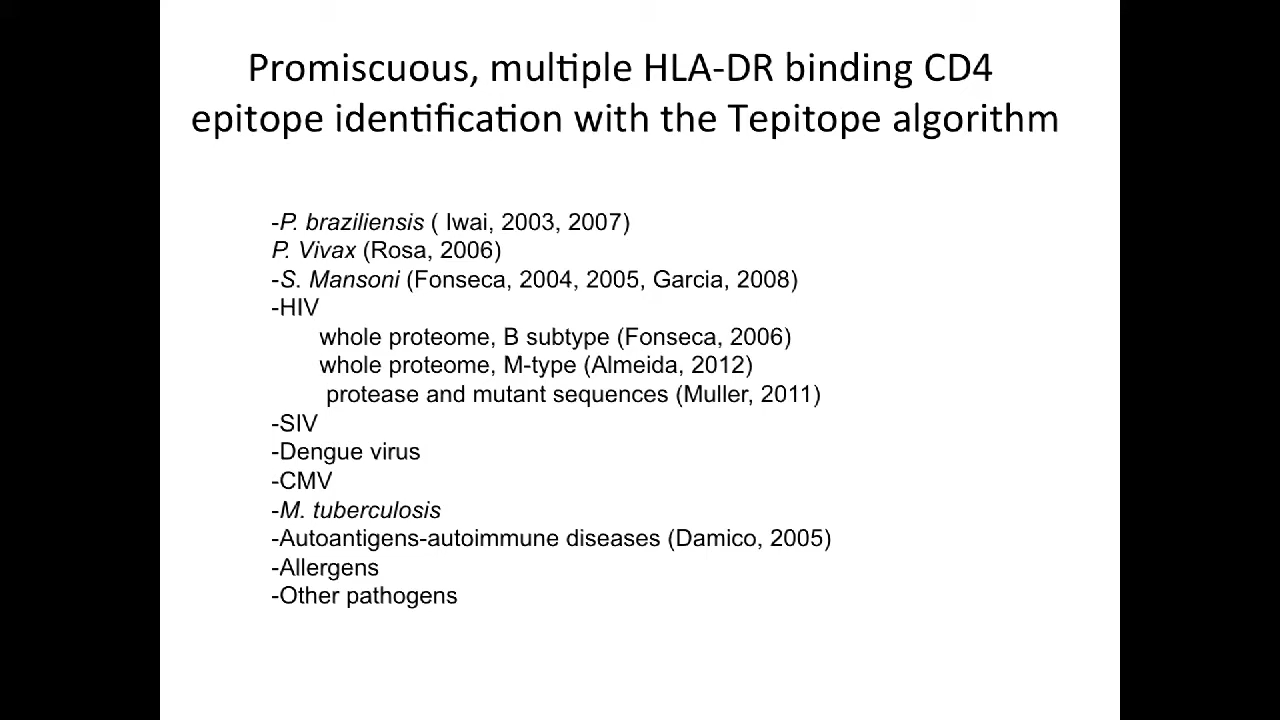 Promiscuous, multiple HLA-DR binding CD4
epitope identification with the Tepitope algorithm
-P. braziliensis ( Iwai, 2003, 2007)
P. Vivax (Rosa, 2006)
-S. Mansoni (Fonseca, 2004, 2005, Garcia, 2008)
-HIV
whole proteome, B subtype (Fonseca, 2006)
whole proteome, M-type (Almeida, 2012)
protease and mutant sequences (Muller, 2011)
-SIV
-Dengue virus
-CMV
-M. tuberculosis
-Autoantigens-autoimmune diseases (Damico, 2005)
-Allergens
-Other pathogens